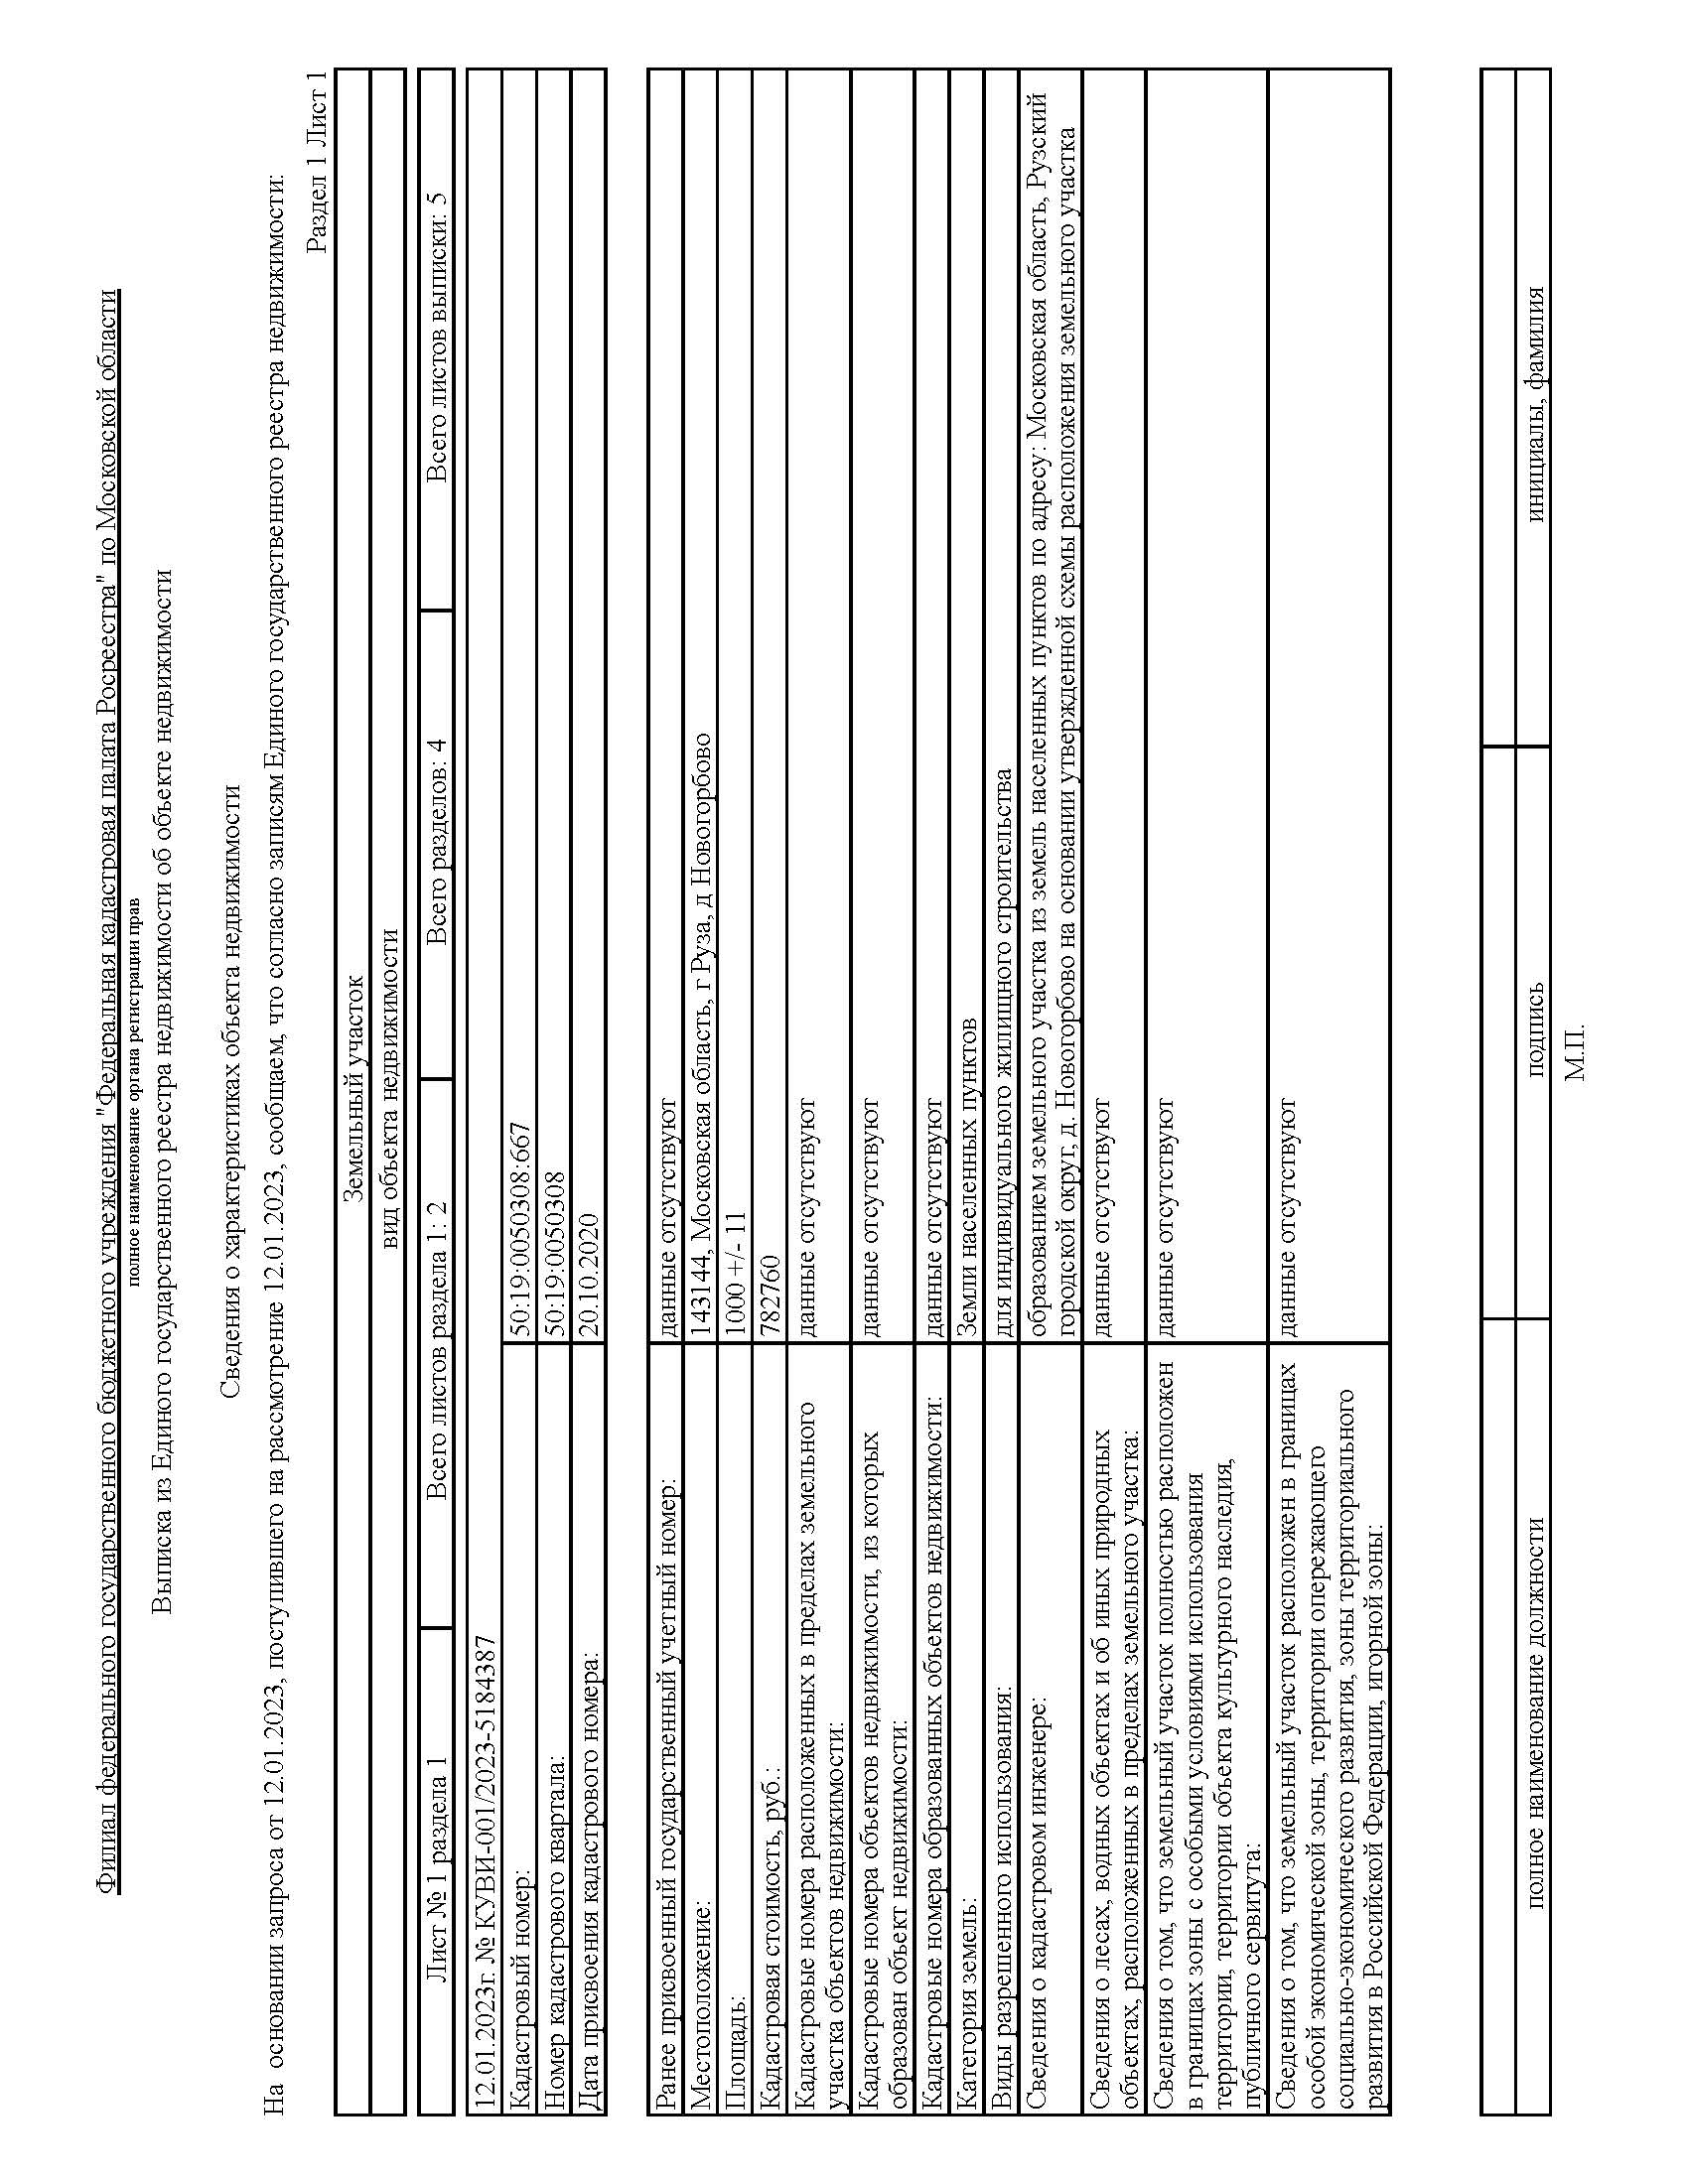 Филиал федерального государственного бюджетного учреждения "Федеральная кадастровая палата Росреестра" по Московской области
полное наименование органа регистрации прав
Выписка из Единого государственного реестра недвижимости об объекте недвижимости
Сведения о характеристиках объекта недвижимости
На основании запроса от 12.01.2023, поступившего на рассмотрение 12.01.2023, сообщаем, что согласно записям Единого государственного реестра недвижимости:
Раздел 1 Лист 1
Земельный участок
вид объекта недвижимости
Лист № 1 раздела 1 Всего листов раздела 1: 2 Всего разделов: 4 Всего листов выписки: 5
12.01.2023г. № КУВИ-001/2023-5184387
Кадастровый номер: 50:19:0050308:667
Номер кадастрового квартала: 50:19:0050308
Дата присвоения кадастрового номера: 20.10.2020
Ранее присвоенный государственный учетный номер: данные отсутствуют
Местоположение: 143144, Московская область, г Руза, д Новогорбово
Площадь: 1000 +/- 11
Кадастровая стоимость, руб.: 782760
Кадастровые номера расположенных в пределах земельного данные отсутствуют
участка объектов недвижимости:
Кадастровые номера объектов недвижимости, из которых данные отсутствуют
образован объект недвижимости:
Кадастровые номера образованных объектов недвижимости: данные отсутствуют
Категория земель: Земли населенных пунктов
Виды разрешенного использования: для индивидуального жилищного строительства
Сведения о кадастровом инженере: образованием земельного участка из земель населенных пунктов по адресу: Московская область, Рузский
городской округ, д. Новогорбово на основании утвержденной схемы расположения земельного участка
Сведения о лесах, водных объектах и об иных природных данные отсутствуют
объектах, расположенных в пределах земельного участка:
Сведения о том, что земельный участок полностью расположен данные отсутствуют
в границах зоны с особыми условиями использования
территории, территории объекта культурного наследия,
публичного сервитута:
Сведения о том, что земельный участок расположен в границах данные отсутствуют
особой экономической зоны, территории опережающего
социально-экономического развития, зоны территориального
развития в Российской Федерации, игорной зоны:
полное наименование должности подпись инициалы, фамилия
М.П.